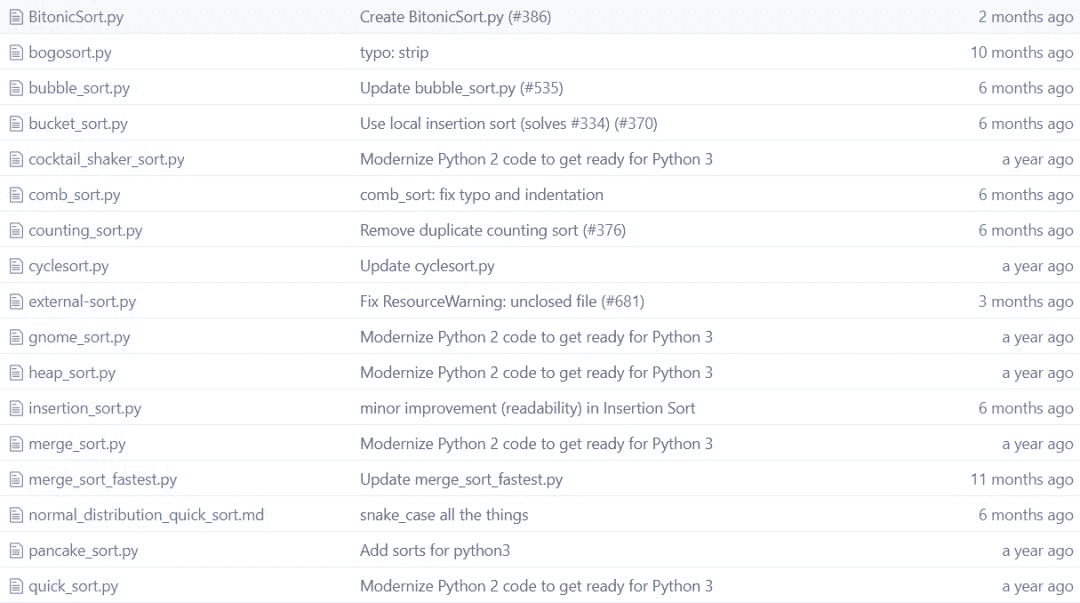 BitonicSort.py Create BitonicSort.py (#386) 2 months ago
bogosort.py typo: strip 10 months ago
bubble_sort.py Update bubble_sort.py (#535) 6 months ago
bucket_sort.py Use local insertion sort (solves #334) (#370) 6 months ago
cocktail_shaker_sort.py Modernize Python 2 code to get ready for Python 3 a year ago
comb_sort.py comb_sort: fix typo and indentation 6 months ago
counting_sort.py Remove duplicate counting sort (#376) 6 months ago
cyclesort.py Update cyclesort.py a year ago
external-sort.py Fix ResourceWarning: unclosed file (#681) 3 months ago
gnome_sort.py Modernize Python 2 code to get ready for Python 3 a year ago
heap_sort.py Modernize Python 2 code to get ready for Python 3 a year ago
insertion_sort.py minor improvement (readability) in Insertion Sort 6 months ago
merge_sort.py Modernize Python 2 code to get ready for Python 3 a year ago
merge_sort_fastest.py Update merge_sort_fastest.py 11 months ago
normal_distribution_quick_sort.md snake_case all the things 6 months ago
pancake_sort.py Add sorts for python3 a year ago
quick_sort.py Modernize Python 2 code to get ready for Python 3 a year ago